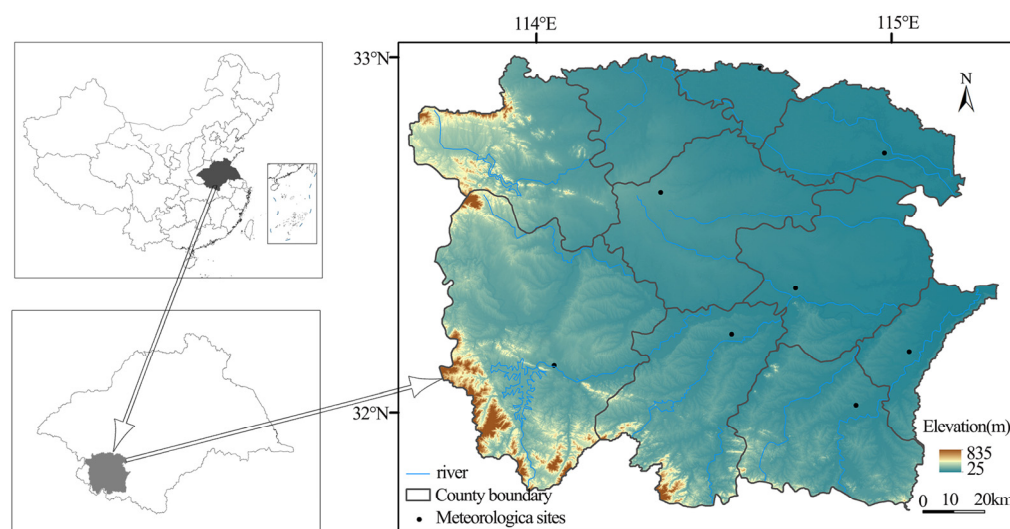 114°E
115°E
33°N
N
32°N
Elevation(m)
835
25
river
County boundary
Meteorologica sites
0 10 20km